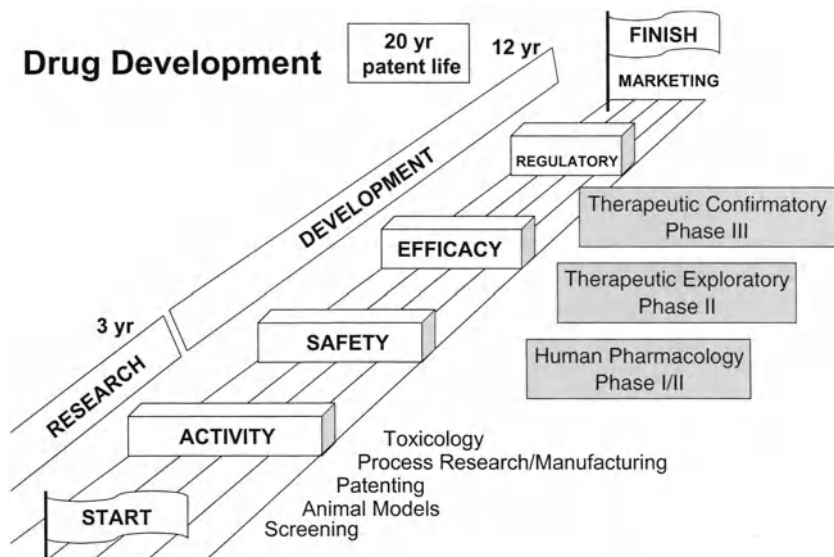 Drug Development
20 yr
patent life
12 yr
FINISH
MARKETING
REGULATORY
DEVELOPMENT
Therapeutic Confirmatory
Phase III
EFFICACY
Therapeutic Exploratory
Phase II
3 yr
SAFETY
Human Pharmacology
Phase I/II
RESEARCH
ACTIVITY
Toxicology
Process Research/Manufacturing
Patenting
Animal Models
Screening
START